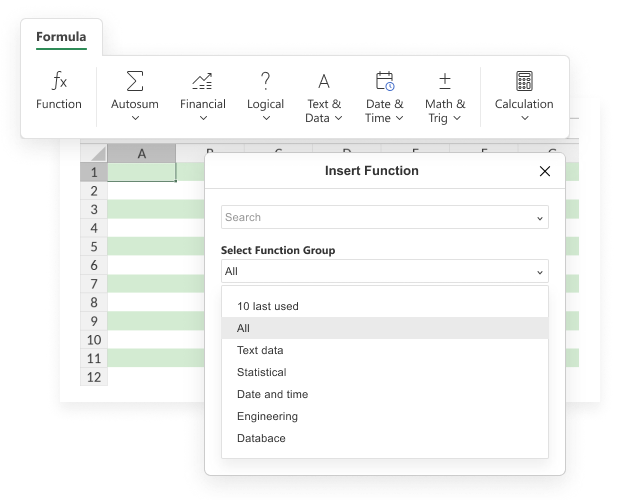 Formula
fx
Function Autosum Financial Logical Text & Data Date & Time Math & Trig Calculation
A
Insert Function
1
2
3
4
5
6
7
8
9
10
11
12
Search
Select Function Group
All
10 last used
All
Text data
Statistical
Date and time
Engineering
Databace